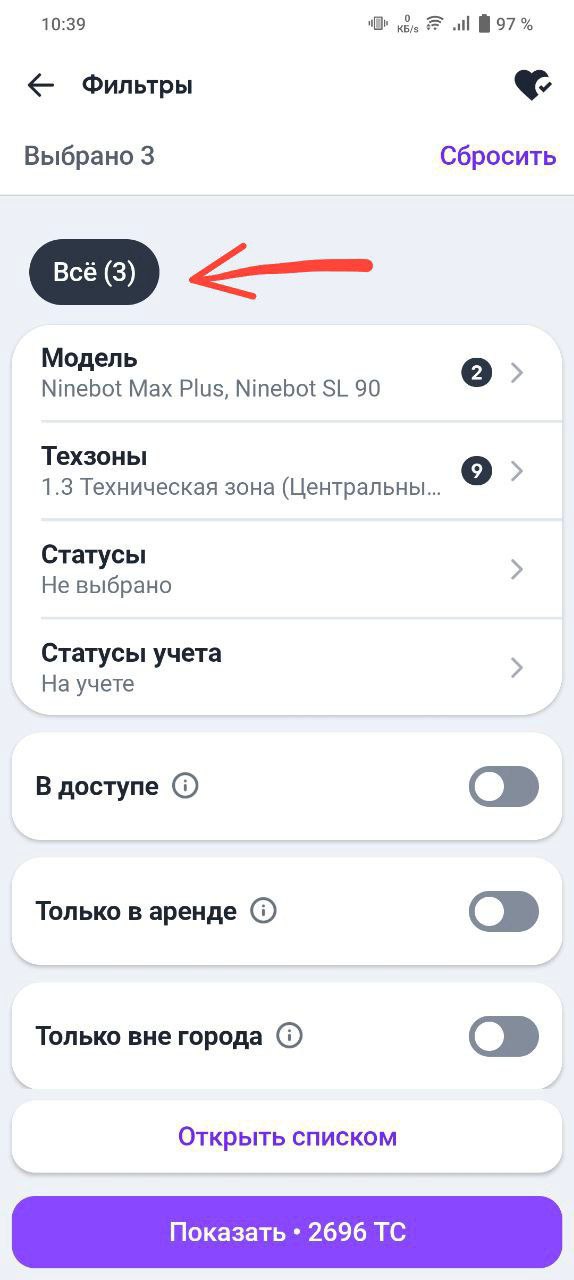 10:39
0
КБ/s
97 %
Фильтры
Выбрано 3
Сбросить
Всё (3)
Модель
Ninebot Max Plus, Ninebot SL 90
2
Техзоны
1.3 Техническая зона (Центральны...
9
Статусы
Не выбрано
Статусы учета
На учете
В доступе
Только в аренде
Только вне города
Открыть списком
Показать • 2696 ТС